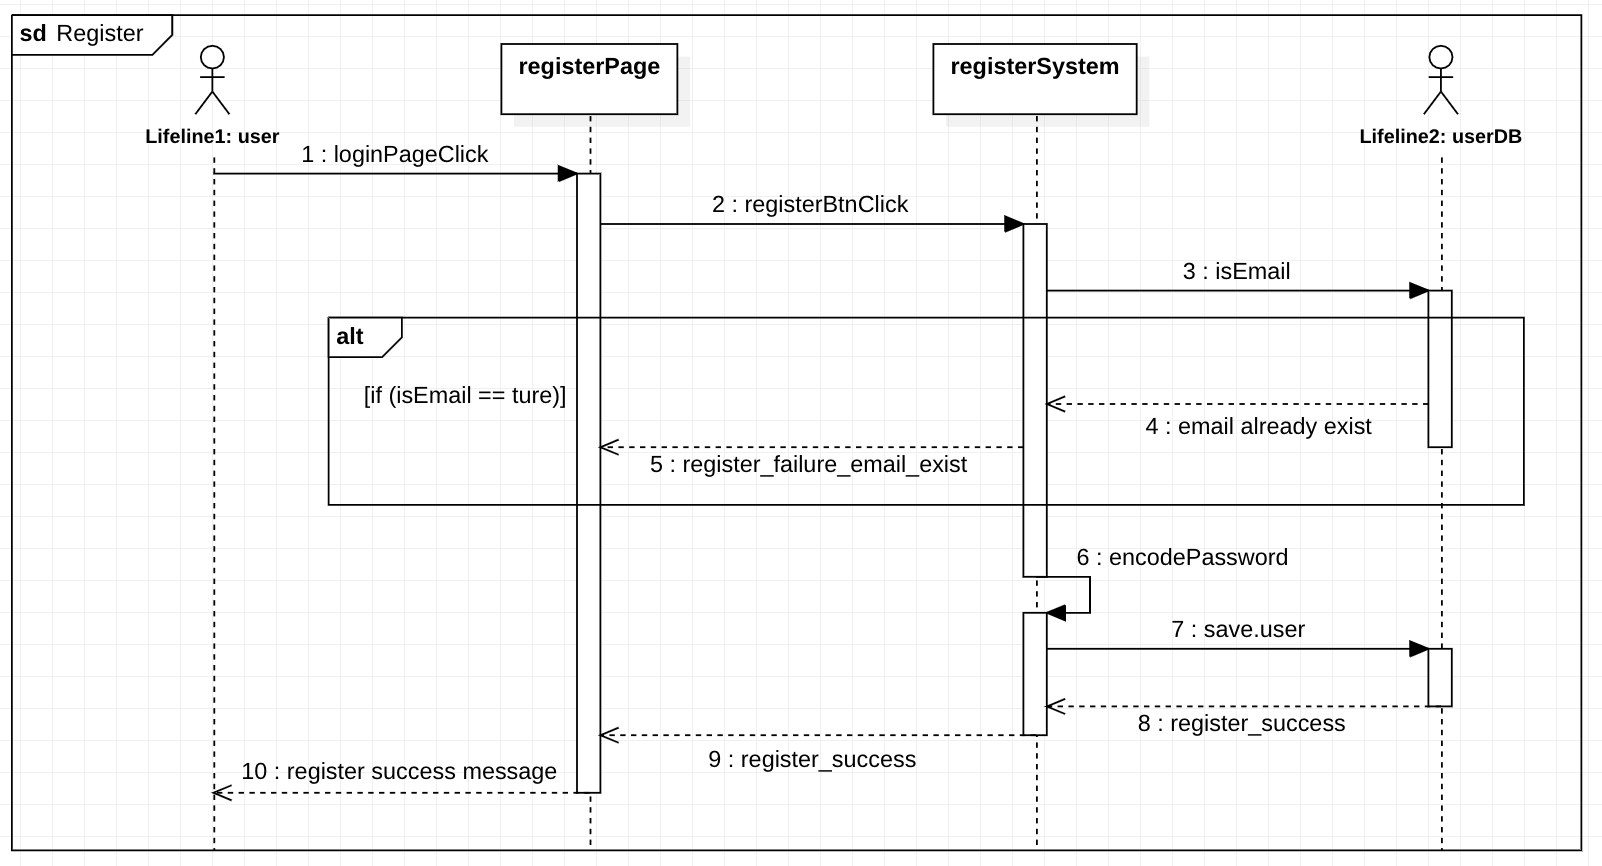 sd Register
registerPage
registerSystem
Lifeline1: user
Lifeline2: userDB
1 : loginPageClick
2 : registerBtnClick
3 : isEmail
alt
[if (isEmail == ture)]
4 : email already exist
5 : register_failure_email_exist
6 : encodePassword
7 : save.user
8 : register_success
9 : register_success
10 : register success message